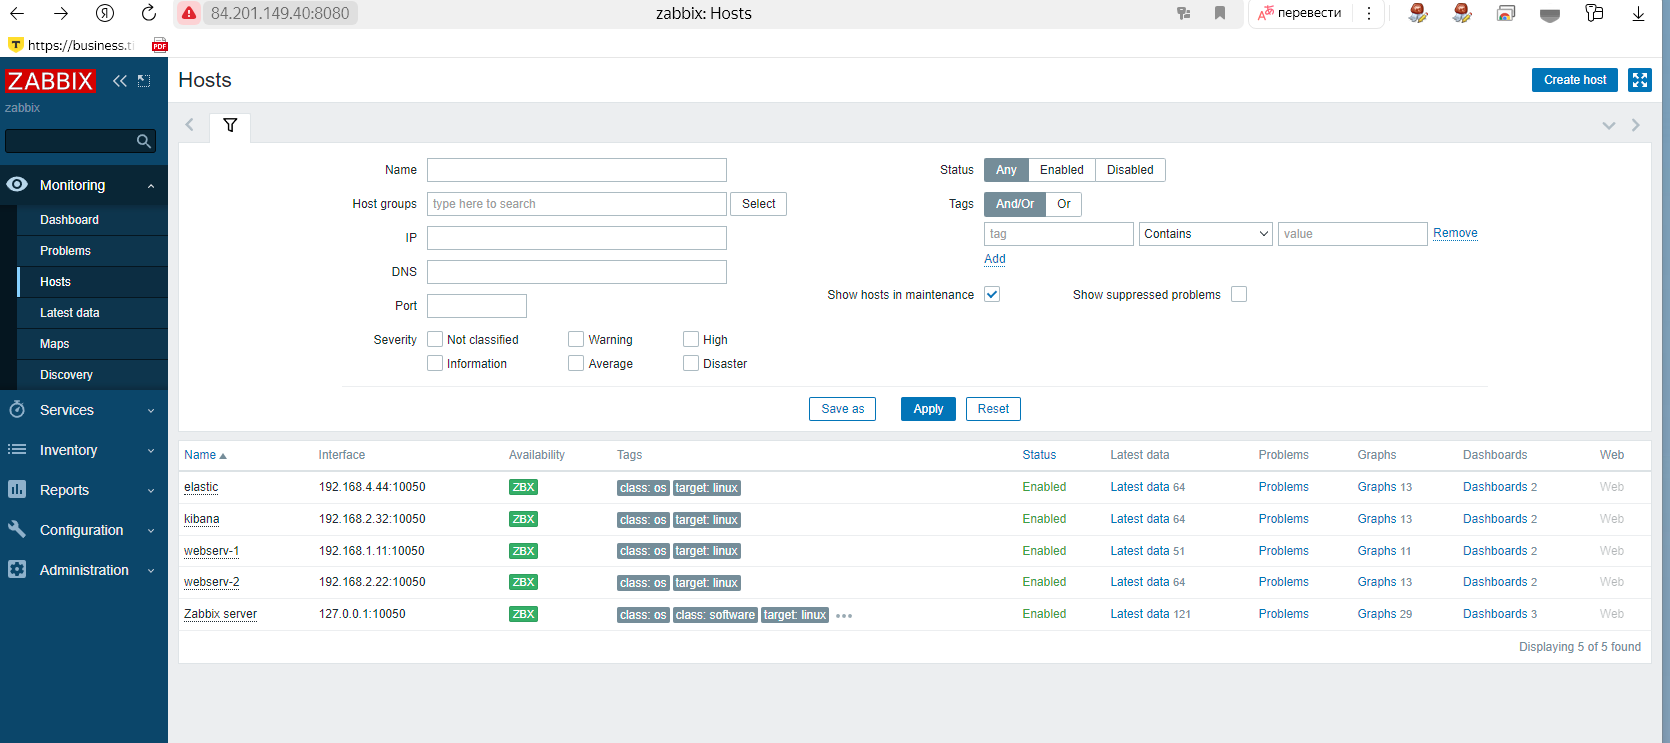 Я 84.201.149.40:8080 zabbix: Hosts перевести
https://business.ti PDF
ZABBIX
zabbix
Hosts
Create host
Monitoring
Dashboard
Problems
Hosts
Latest data
Maps
Discovery
Services
Inventory
Reports
Configuration
Administration
Name
Host groups type here to search Select
IP
DNS
Port
Severity Not classified Warning High
Information Average Disaster
Status Any Enabled Disabled
Tags And/Or Or
tag Contains value Remove
Add
Show hosts in maintenance Show suppressed problems
Save as Apply Reset
Name Interface Availability Tags Status Latest data Problems Graphs Dashboards Web
elastic 192.168.4.44:10050 ZBX class: os target: linux Enabled Latest data 64 Problems Graphs 13 Dashboards 2 Web
kibana 192.168.2.32:10050 ZBX class: os target: linux Enabled Latest data 64 Problems Graphs 13 Dashboards 2 Web
webserv-1 192.168.1.11:10050 ZBX class: os target: linux Enabled Latest data 51 Problems Graphs 11 Dashboards 2 Web
webserv-2 192.168.2.22:10050 ZBX class: os target: linux Enabled Latest data 64 Problems Graphs 13 Dashboards 2 Web
Zabbix server 127.0.0.1:10050 ZBX class: os class: software target: linux ••• Enabled Latest data 121 Problems Graphs 29 Dashboards 3 Web
Displaying 5 of 5 found